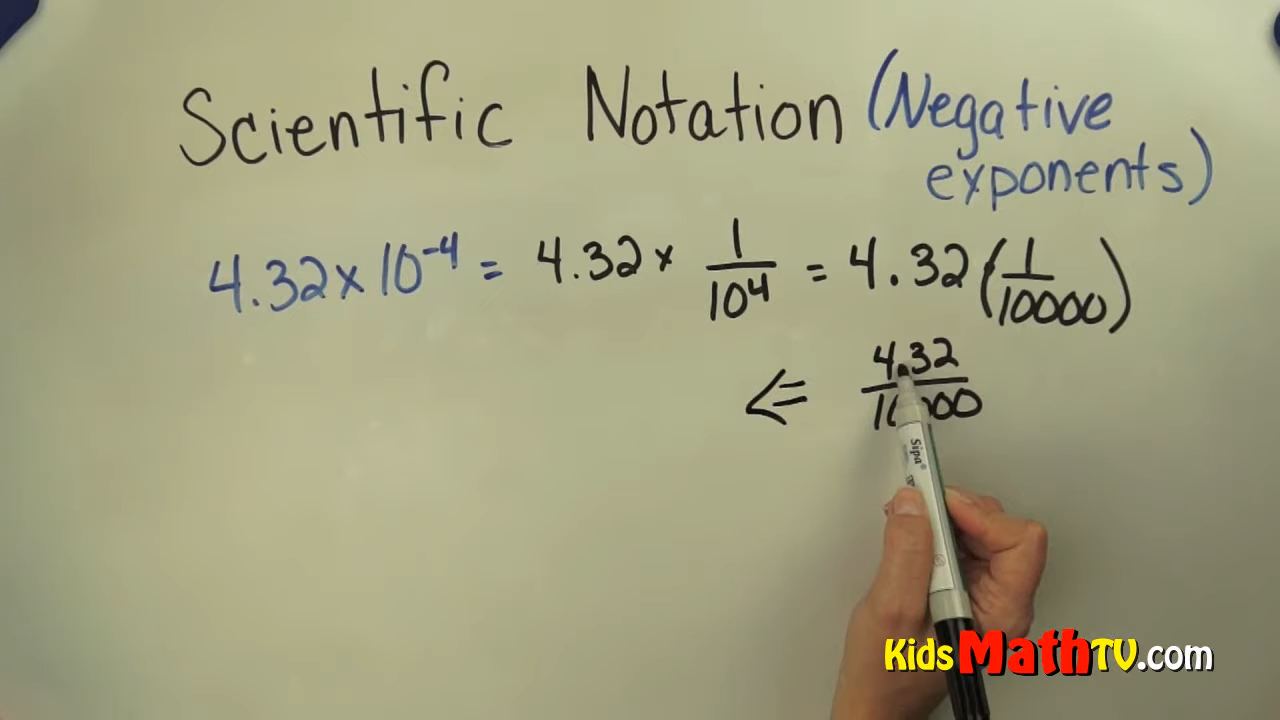 Scientific Notation (Negative
exponents)
4.32 × 10⁻⁴ = 4.32 × 1/10⁴ = 4.32 (1/10000)
<= 4.32/10000
Sipa
KidsMathTV.com